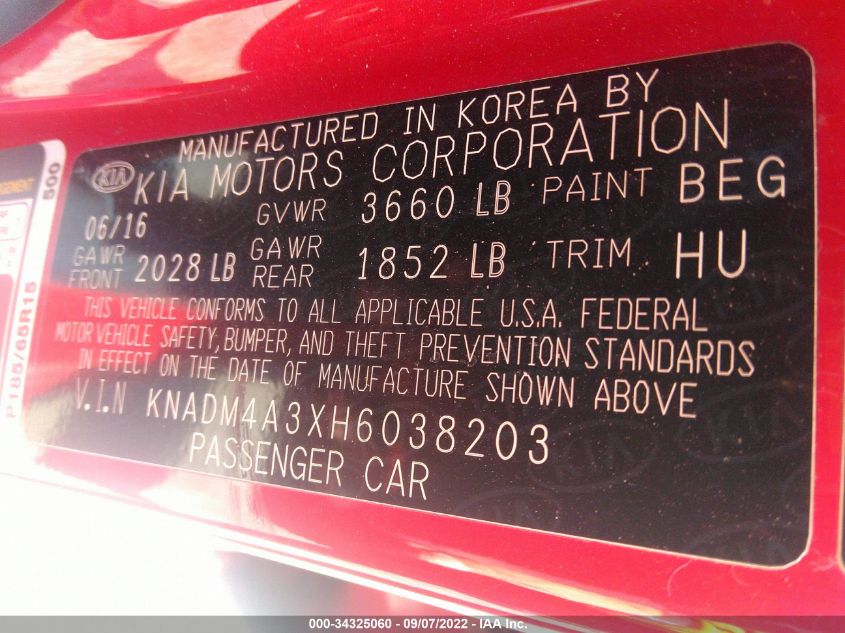 MANUFACTURED IN KOREA BY
KIA KIA MOTORS CORPORATION
06/16 GVWR 3660 LB PAINT BEG
GAWR FRONT 2028 LB GAWR REAR 1852 LB TRIM HU
THIS VEHICLE CONFORMS TO ALL APPLICABLE U.S.A. FEDERAL
MOTOR VEHICLE SAFETY, BUMPER, AND THEFT PREVENTION STANDARDS
IN EFFECT ON THE DATE OF MANUFACTURE SHOWN ABOVE
V.I.N KNADM4A3XH6038203
PASSENGER CAR
500
P185/65R15
000-34325060 - 09/07/2022 - IAA Inc.